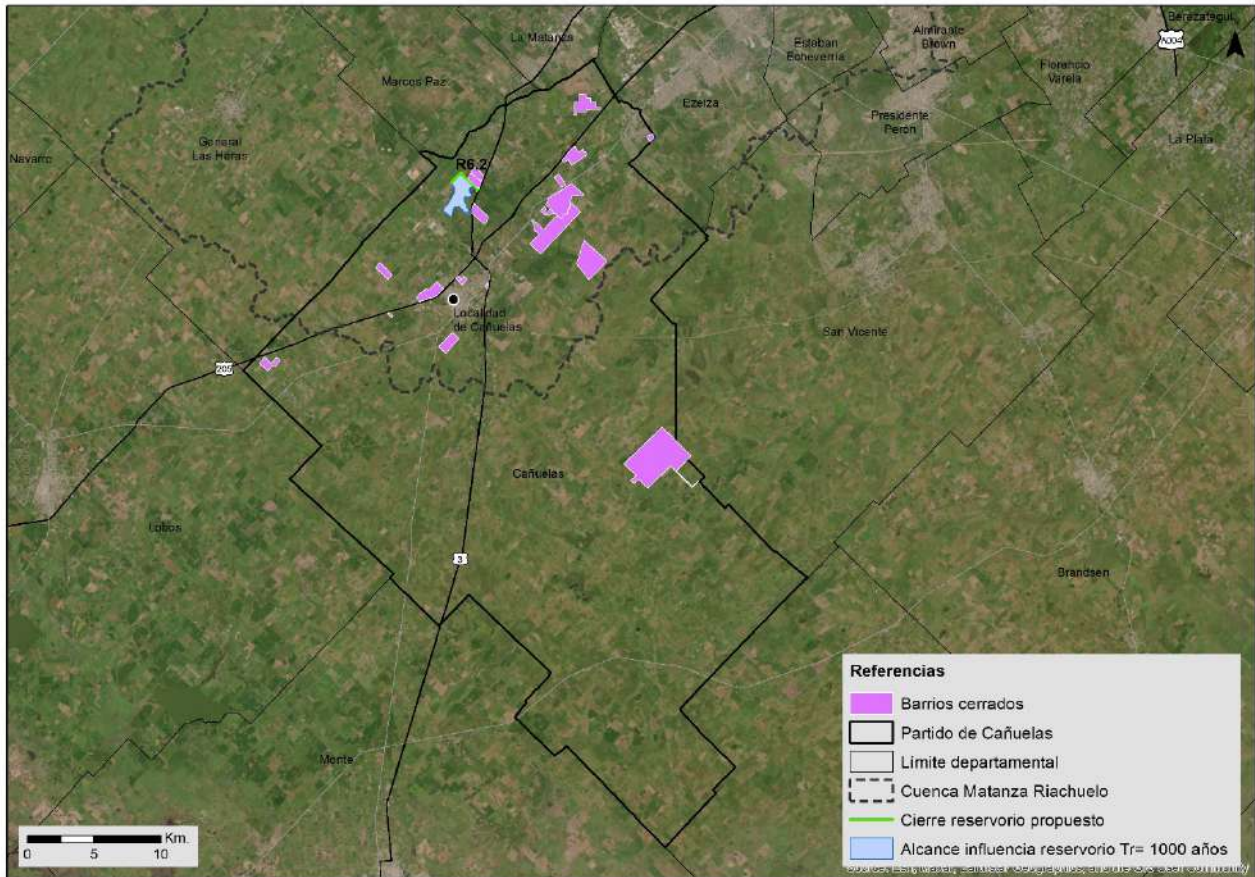 Berazategui
La Matanza
Esteban
Echeverría
Almirante
Brown
A004
Florencio
Varela
Marcos Paz
Ezeiza
Presidente
Perón
La Plata
General
Las Heras
Navarro
R6.2
Localidad
de Cañuelas
San Vicente
205
Cañuelas
Lobos
3
Brandsen
Monte
Referencias
Barrios cerrados
Partido de Cañuelas
Límite departamental
Cuenca Matanza Riachuelo
Cierre reservorio propuesto
Alcance influencia reservorio Tr= 1000 años
Km.
0 5 10